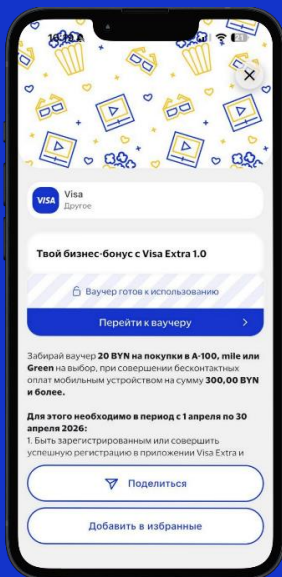 VISA
Visa
Другое
Твой бизнес-бонус с Visa Extra 1.0
Ваучер готов к использованию
Перейти к ваучеру
Забирай ваучер 20 BYN на покупки в А-100, mile или
Green на выбор, при совершении бесконтактных
оплат мобильным устройством на сумму 300,00 BYN
и более.
Для этого необходимо в период с 1 апреля по 30
апреля 2026:
1. Быть зарегистрированным или совершить
успешную регистрацию в приложении Visa Extra и
Поделиться
Добавить в избранные